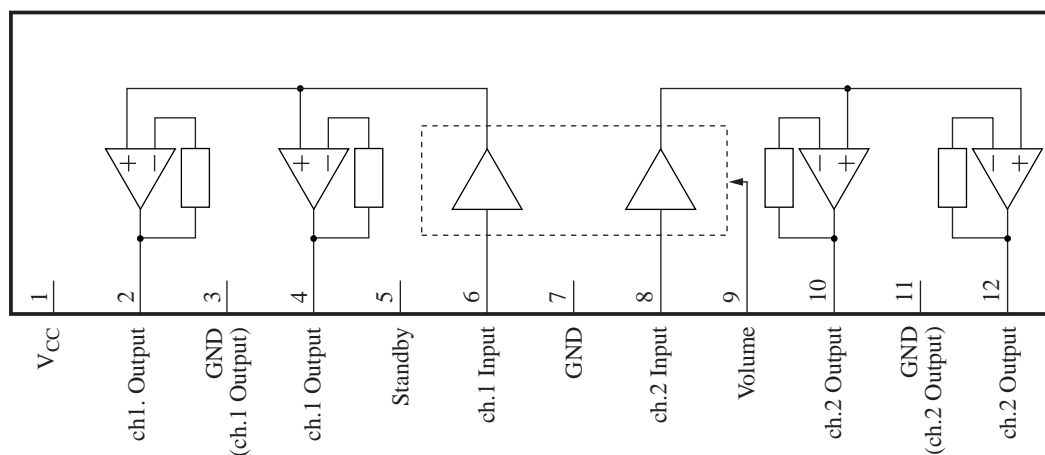 +
−
+
−
−
+
−
+
1
2
3
4
5
6
7
8
9
10
11
12
VCC
ch1. Output
GND
(ch.1 Output)
ch.1 Output
Standby
ch.1 Input
GND
ch.2 Input
Volume
ch.2 Output
GND
(ch.2 Output)
ch.2 Output